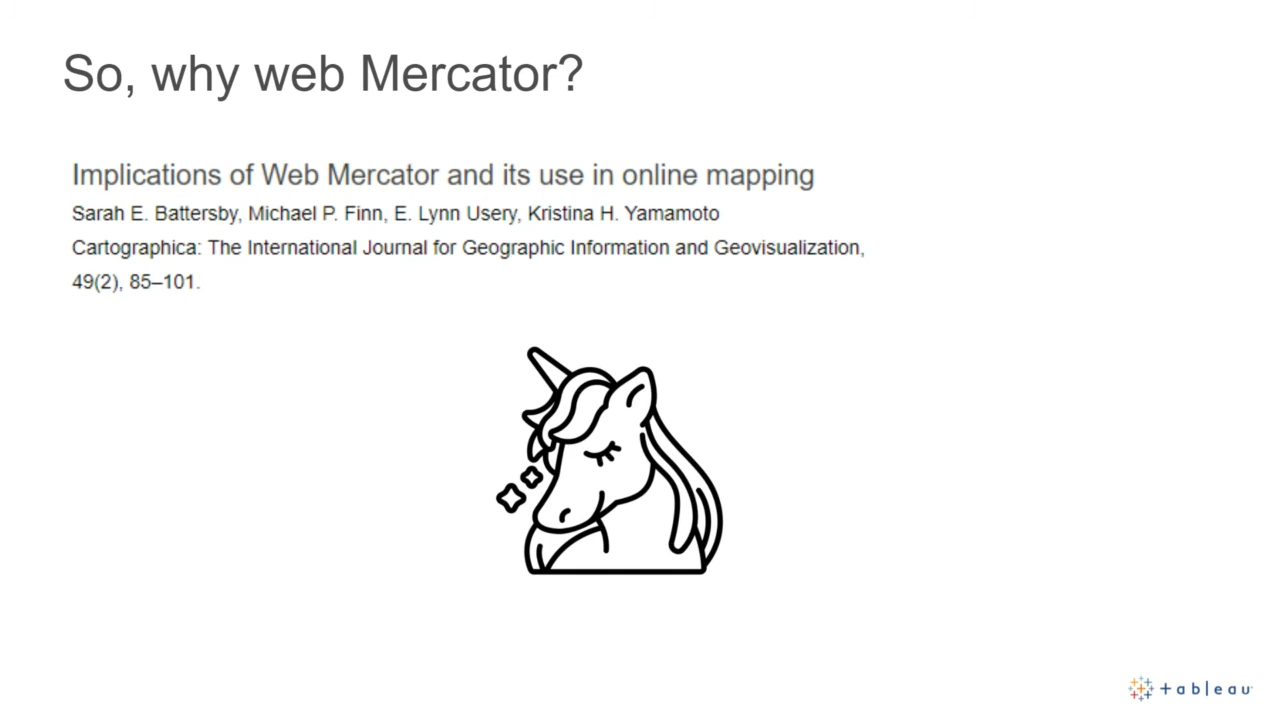 So, why web Mercator?
Implications of Web Mercator and its use in online mapping
Sarah E. Battersby, Michael P. Finn, E. Lynn Usery, Kristina H. Yamamoto
Cartographica: The International Journal for Geographic Information and Geovisualization,
49(2), 85–101.
tableau